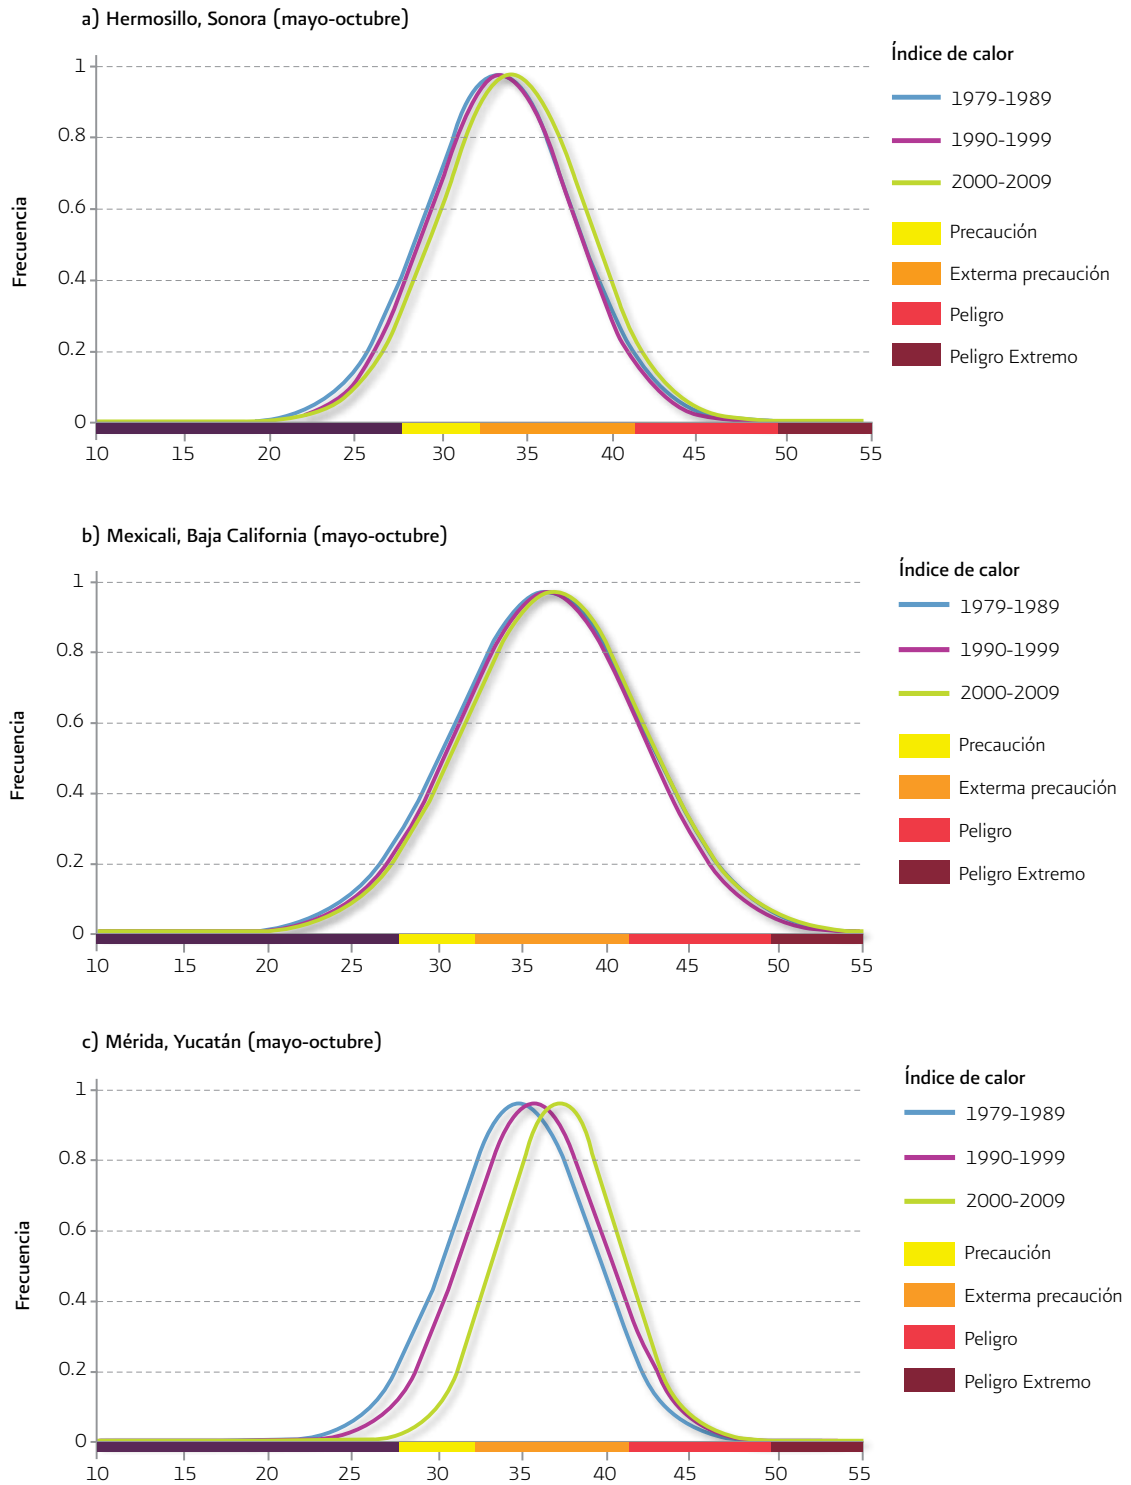 a) Hermosillo, Sonora (mayo-octubre)
Índice de calor
1979-1989
1990-1999
2000-2009
Precaución
Exterma precaución
Peligro
Peligro Extremo
Frecuencia
1
0.8
0.6
0.4
0.2
0
10 15 20 25 30 35 40 45 50 55
b) Mexicali, Baja California (mayo-octubre)
Índice de calor
1979-1989
1990-1999
2000-2009
Precaución
Exterma precaución
Peligro
Peligro Extremo
Frecuencia
1
0.8
0.6
0.4
0.2
0
10 15 20 25 30 35 40 45 50 55
c) Mérida, Yucatán (mayo-octubre)
Índice de calor
1979-1989
1990-1999
2000-2009
Precaución
Exterma precaución
Peligro
Peligro Extremo
Frecuencia
1
0.8
0.6
0.4
0.2
0
10 15 20 25 30 35 40 45 50 55